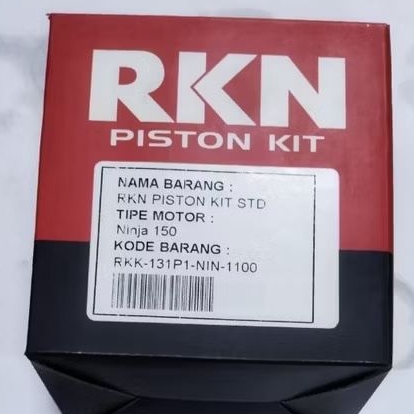 RKN
PISTON KIT
NAMA BARANG :
RKN PISTON KIT STD
TIPE MOTOR :
Ninja 150
KODE BARANG :
RKK-131P1-NIN-1100